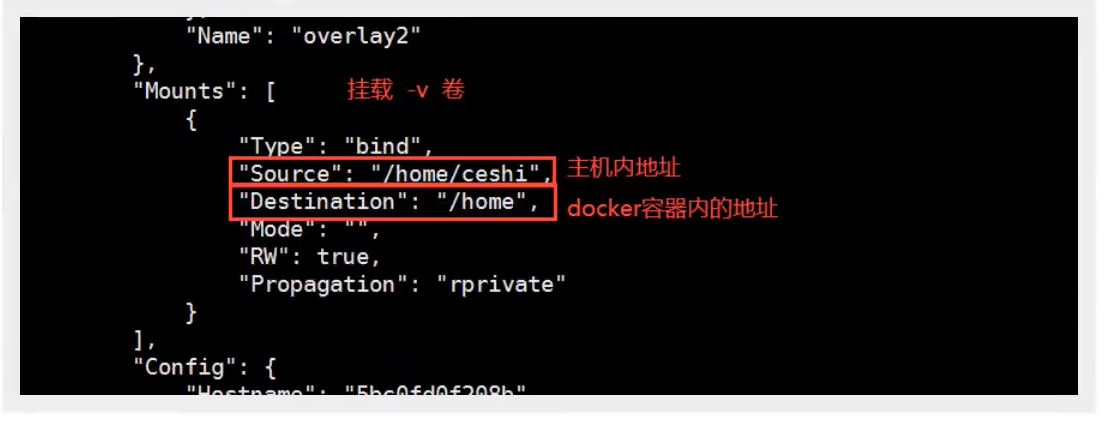 "Name": "overlay2"
},
"Mounts": [ 挂载 -v 卷
{
"Type": "bind",
"Source": "/home/ceshi", 主机内地址
"Destination": "/home", docker容器内的地址
"Mode": "",
"RW": true,
"Propagation": "rprivate"
}
],
"Config": {
"Hostname": "5bc0fd0f208b"